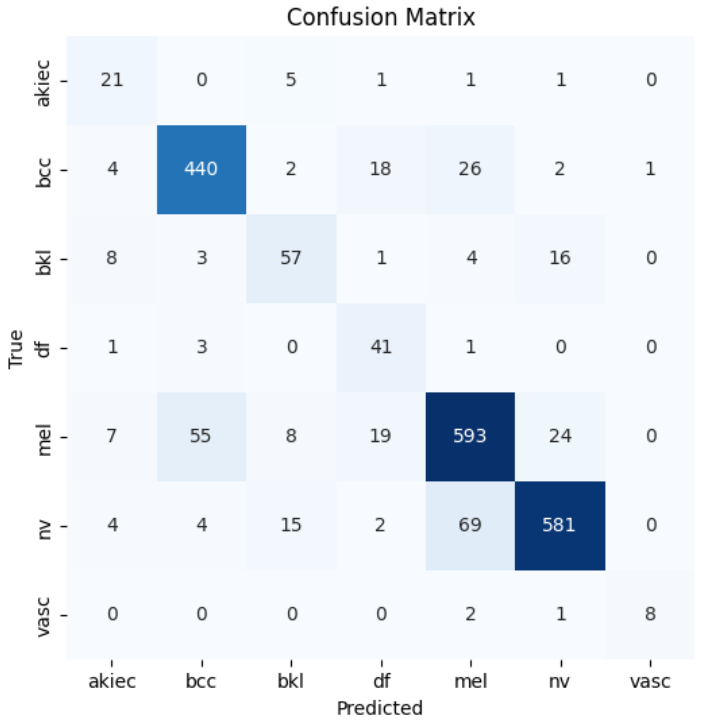 Confusion Matrix
akiec 21 0 5 1 1 1 0
bcc 4 440 2 18 26 2 1
bkl 8 3 57 1 4 16 0
df 1 3 0 41 1 0 0
mel 7 55 8 19 593 24 0
nv 4 4 15 2 69 581 0
vasc 0 0 0 0 2 1 8
True
akiec bcc bkl df mel nv vasc
Predicted